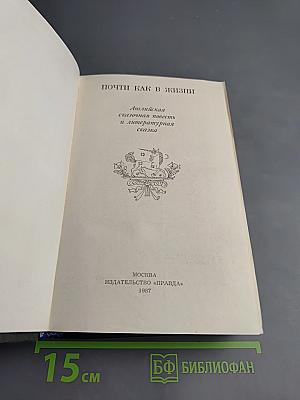 ПОЧТИ КАК В ЖИЗНИ
Английская
сказочная повесть
и литературная
сказка
МОСКВА
ИЗДАТЕЛЬСТВО «ПРАВДА»
1987
15 см
БФ БИБЛИОФАН